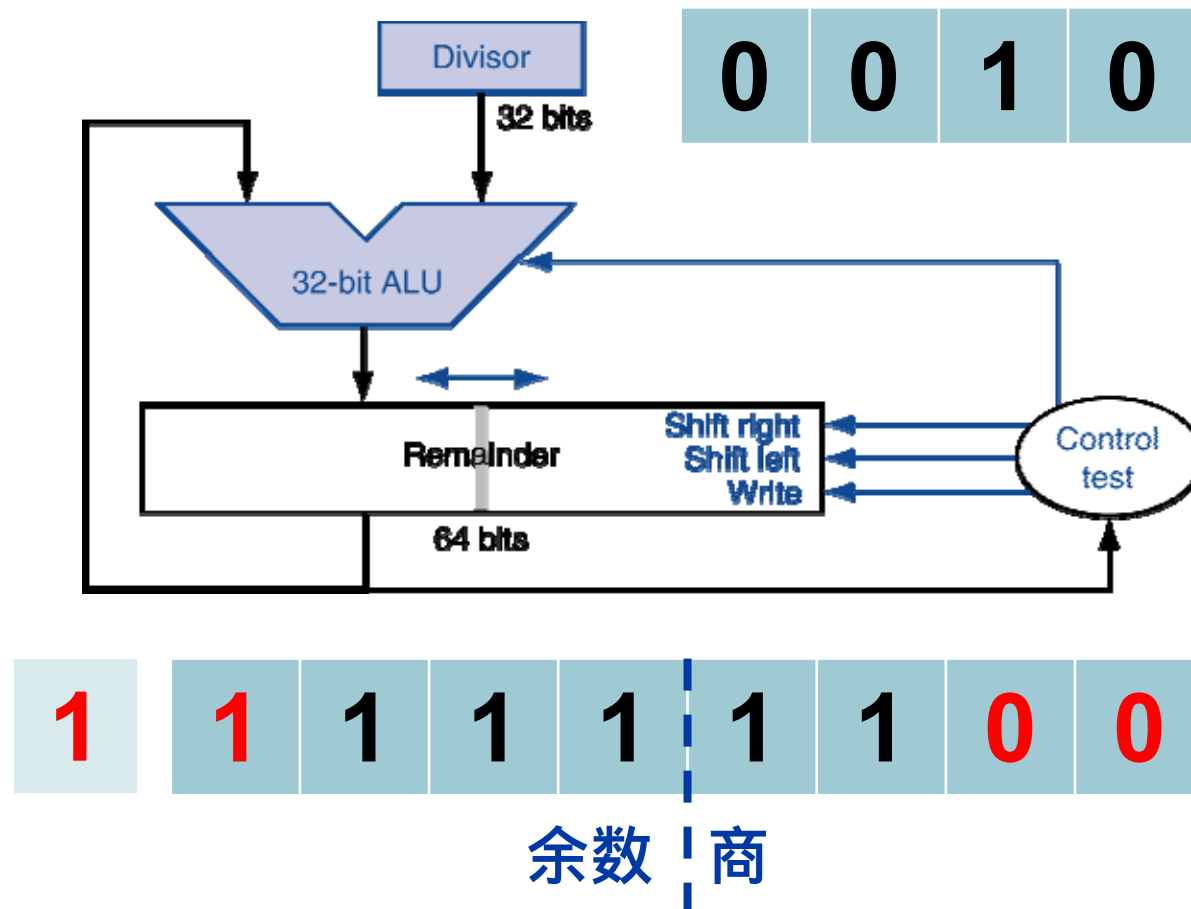 Divisor
0 0 1 0
32 bits
32-bit ALU
Remainder
Shift right
Shift left
Write
Control
test
64 bits
1 1 1 1 1 1 1 0 0
余数 商